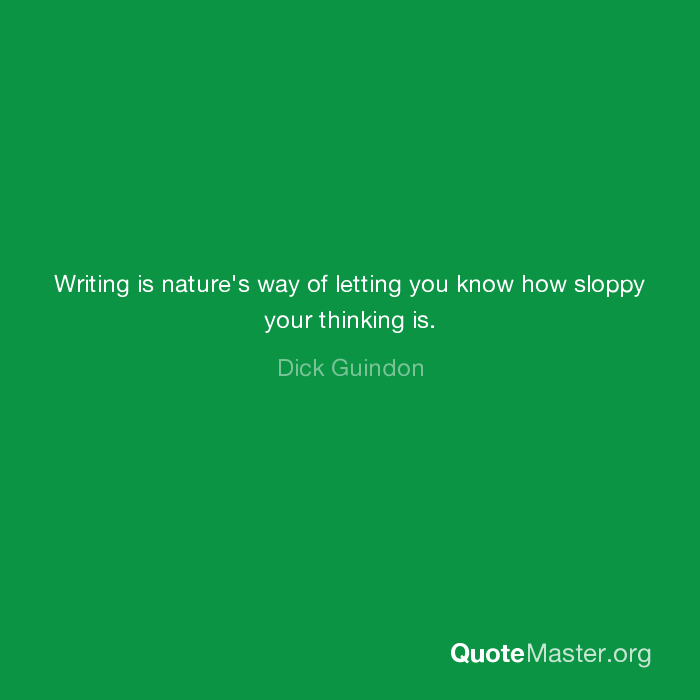 Writing is nature's way of letting you know how sloppy
your thinking is.
Dick Guindon
QuoteMaster.org